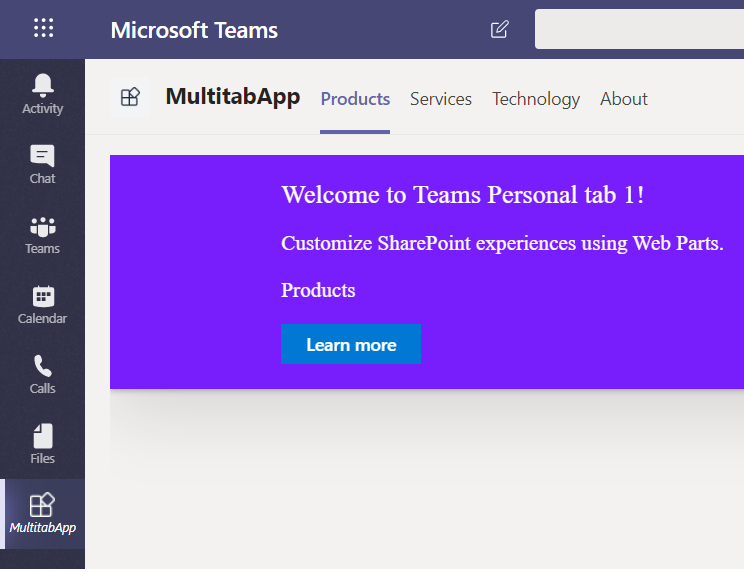 Microsoft Teams
Activity
Chat
Teams
Calendar
Calls
Files
MultitabApp
MultitabApp Products Services Technology About
Welcome to Teams Personal tab 1!
Customize SharePoint experiences using Web Parts.
Products
Learn more